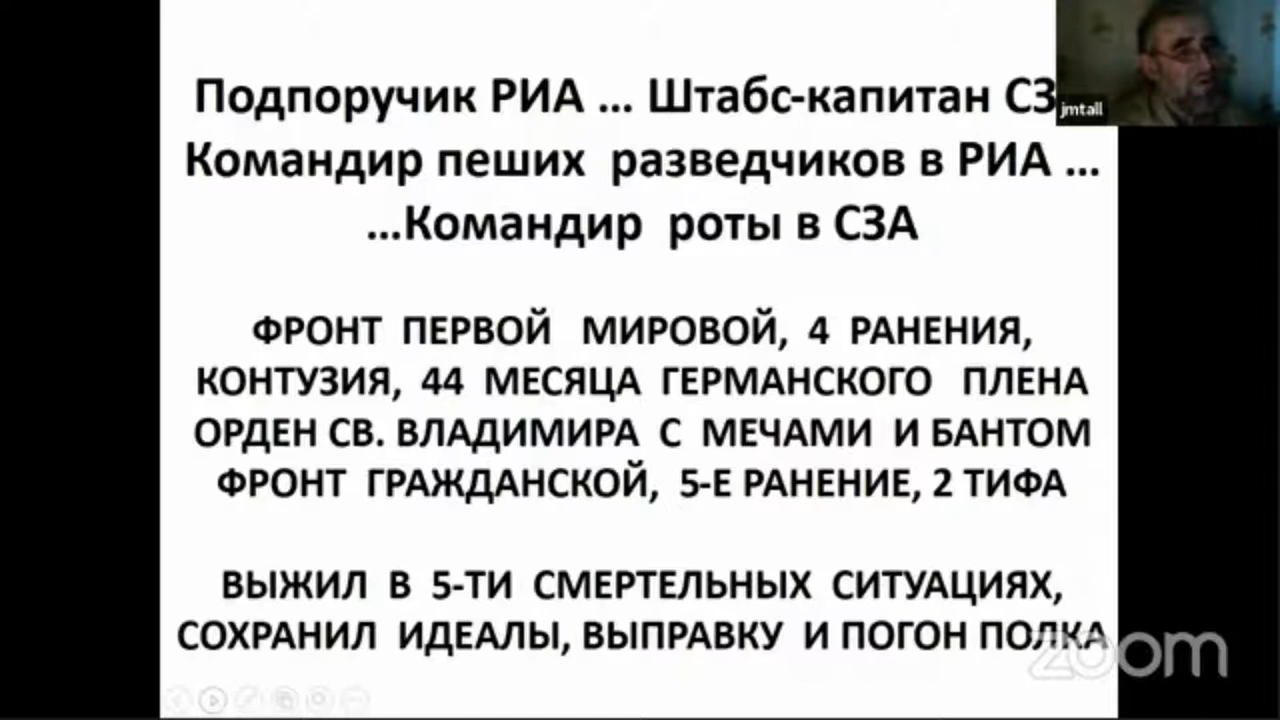 Подпоручик РИА ... Штабс-капитан СЗ
Командир пеших разведчиков в РИА ...
...Командир роты в СЗА
ФРОНТ ПЕРВОЙ МИРОВОЙ, 4 РАНЕНИЯ,
КОНТУЗИЯ, 44 МЕСЯЦА ГЕРМАНСКОГО ПЛЕНА
ОРДЕН СВ. ВЛАДИМИРА С МЕЧАМИ И БАНТОМ
ФРОНТ ГРАЖДАНСКОЙ, 5-Е РАНЕНИЕ, 2 ТИФА
ВЫЖИЛ В 5-ТИ СМЕРТЕЛЬНЫХ СИТУАЦИЯХ,
СОХРАНИЛ ИДЕАЛЫ, ВЫПРАВКУ И ПОГОН ПОЛКА
jmtall
zoom